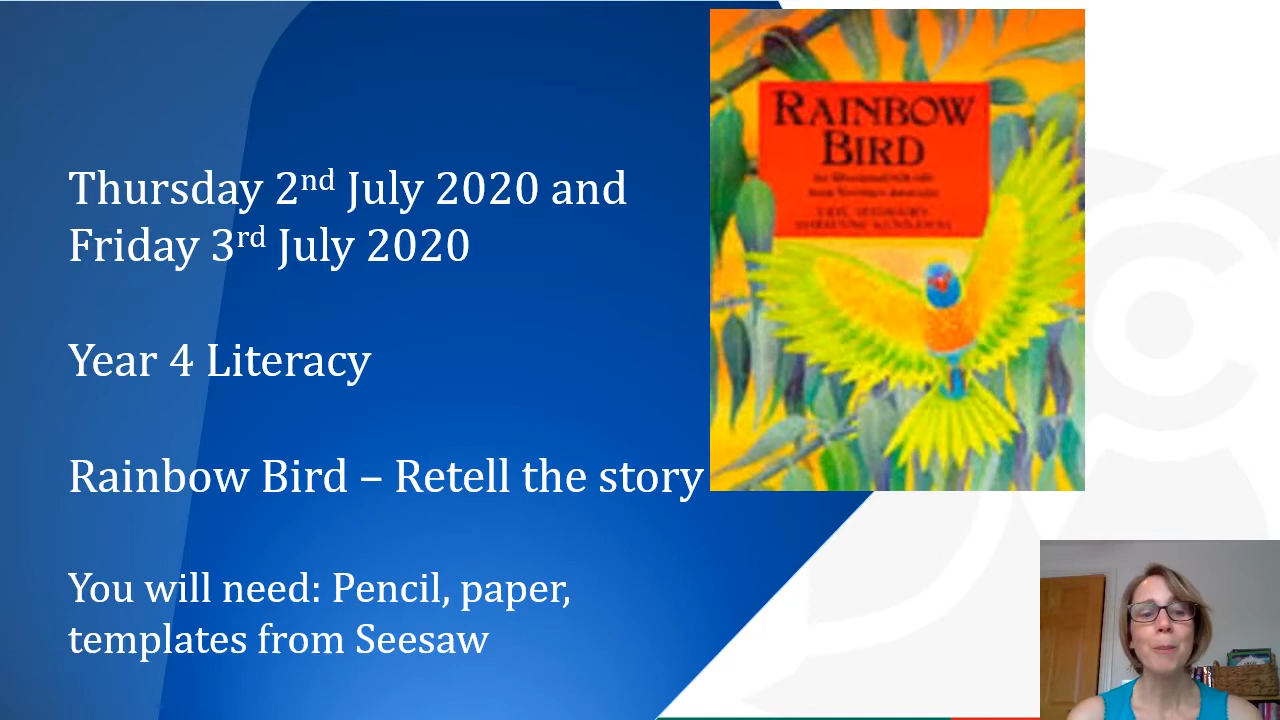 Thursday 2nd July 2020 and
Friday 3rd July 2020
Year 4 Literacy
Rainbow Bird – Retell the story
You will need: Pencil, paper,
templates from Seesaw
RAINBOW
BIRD